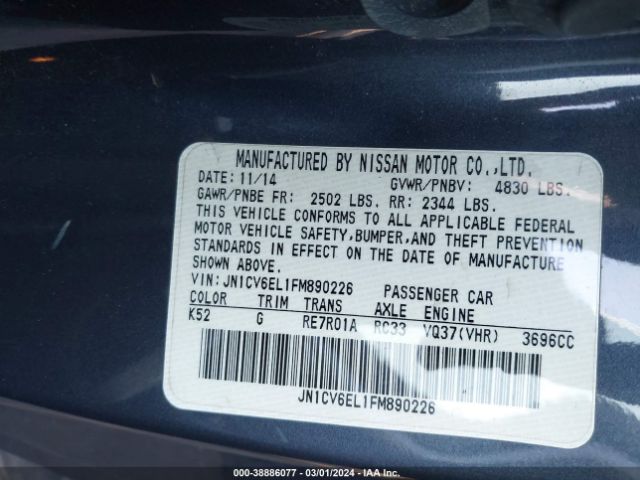 MANUFACTURED BY NISSAN MOTOR CO.,LTD.
DATE: 11/14 GVWR/PNBV: 4830 LBS.
GAWR/PNBE FR: 2502 LBS. RR: 2344 LBS.
THIS VEHICLE CONFORMS TO ALL APPLICABLE FEDERAL
MOTOR VEHICLE SAFETY,BUMPER,AND THEFT PREVENTION
STANDARDS IN EFFECT ON THE DATE OF MANUFACTURE
SHOWN ABOVE.
VIN: JN1CV6EL1FM890226 PASSENGER CAR
COLOR TRIM TRANS AXLE ENGINE
K52 G RE7R01A RC33 VQ37(VHR) 3696CC
JN1CV6EL1FM890226
000-38886077 — 03/01/2024 — IAA Inc.